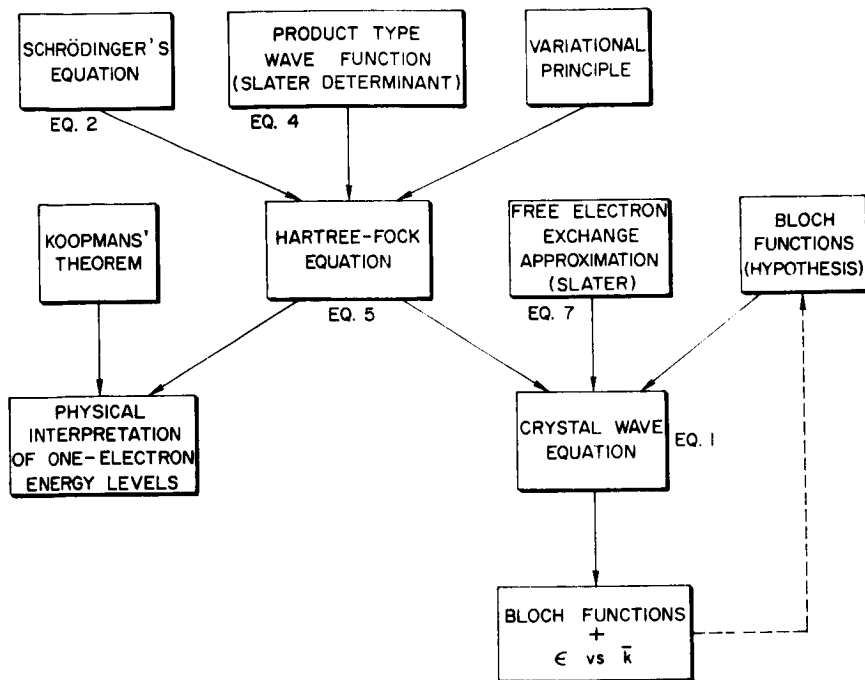 SCHRÖDINGER'S
EQUATION
EQ. 2
PRODUCT TYPE
WAVE FUNCTION
(SLATER DETERMINANT)
EQ. 4
VARIATIONAL
PRINCIPLE
KOOPMANS'
THEOREM
HARTREE-FOCK
EQUATION
EQ. 5
FREE ELECTRON
EXCHANGE
APPROXIMATION
(SLATER)
EQ. 7
BLOCH
FUNCTIONS
(HYPOTHESIS)
PHYSICAL
INTERPRETATION
OF ONE-ELECTRON
ENERGY LEVELS
CRYSTAL WAVE
EQUATION
EQ. 1
BLOCH FUNCTIONS
+
ϵ vs k̄